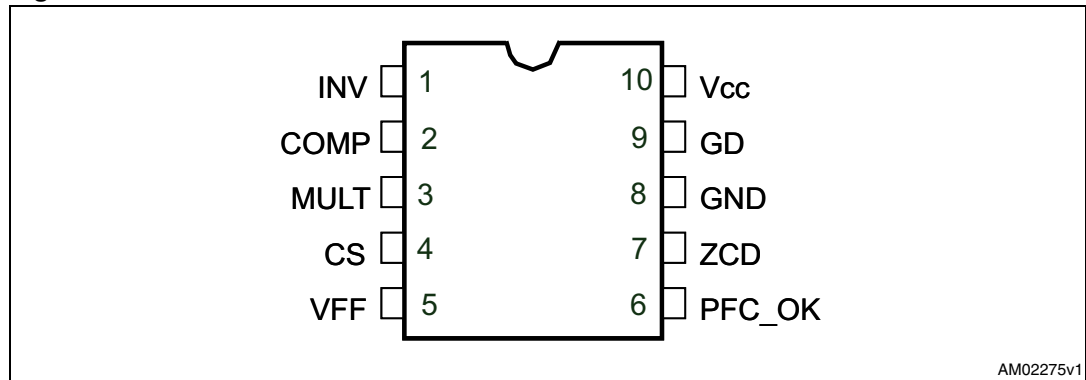 INV 1 10 Vcc
COMP 2 9 GD
MULT 3 8 GND
CS 4 7 ZCD
VFF 5 6 PFC_OK
AM02275v1